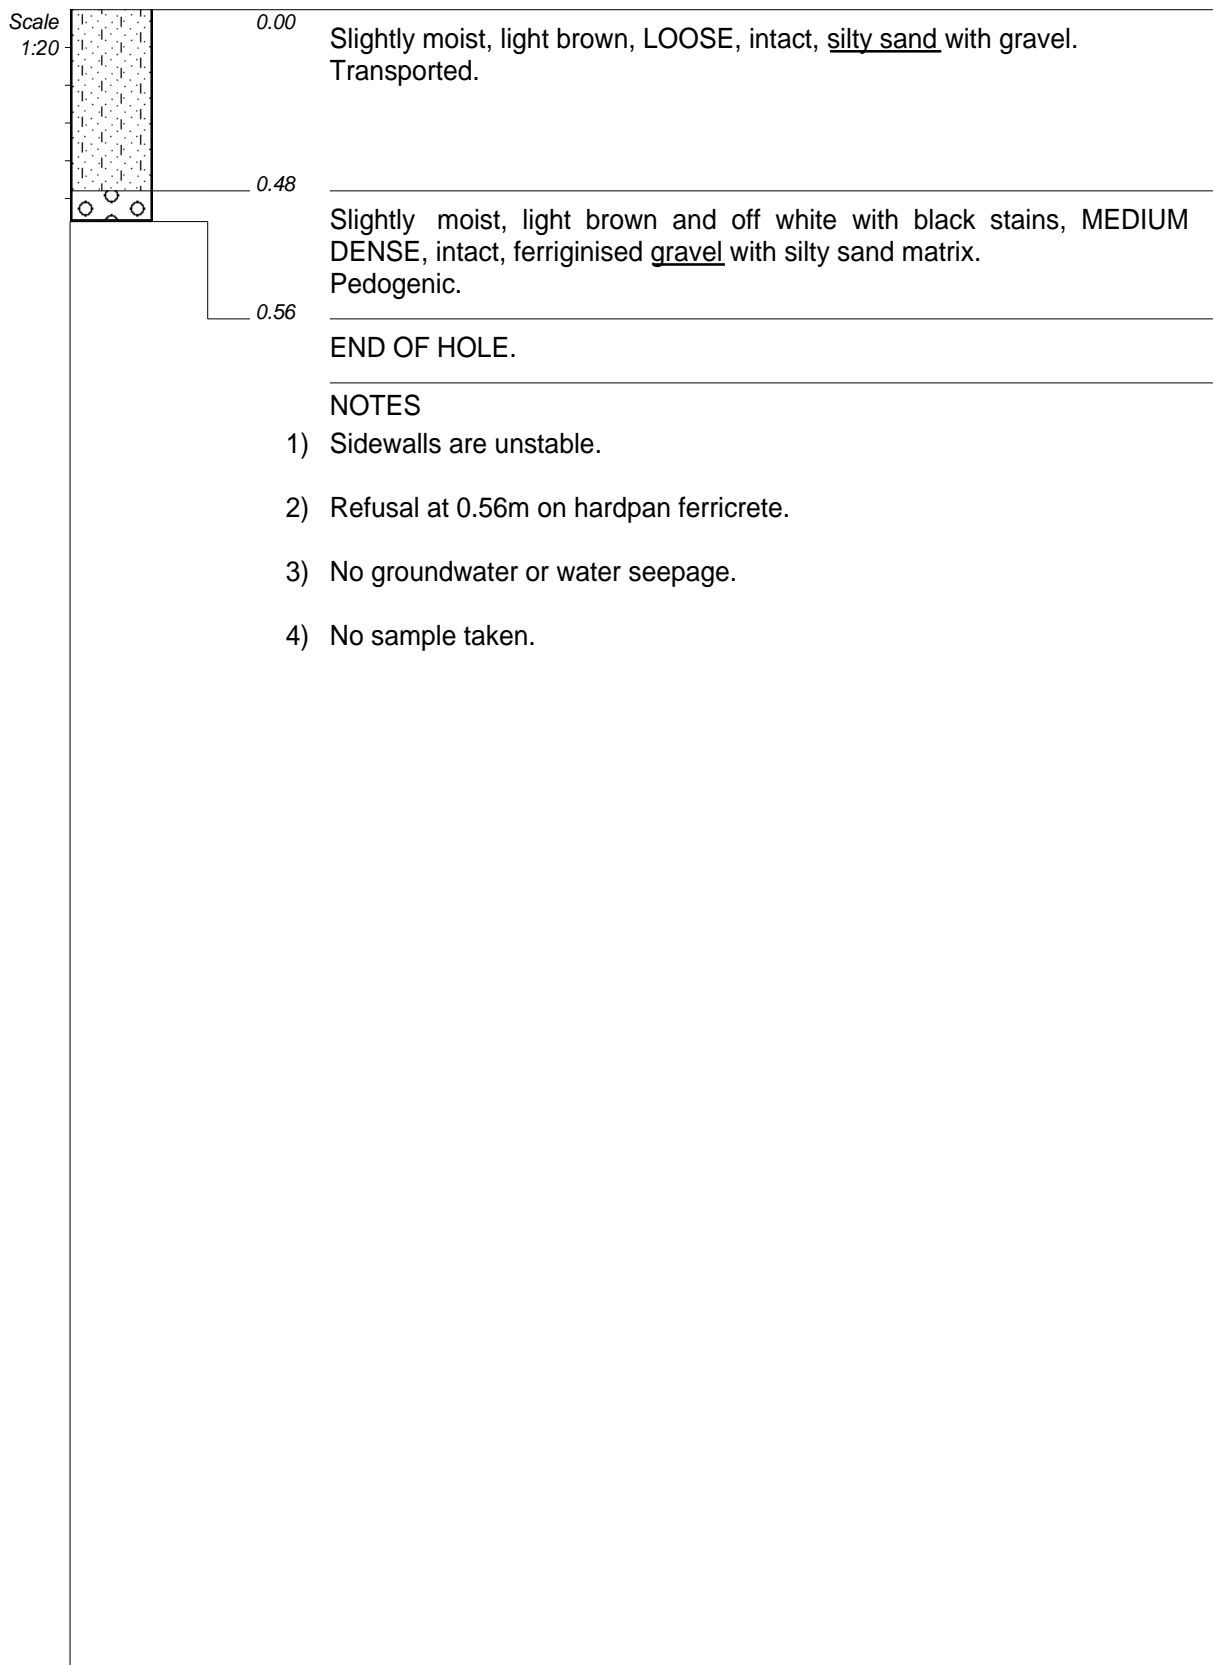 Scale
1:20
0.00
Slightly moist, light brown, LOOSE, intact, silty sand with gravel.
Transported.
0.48
Slightly moist, light brown and off white with black stains, MEDIUM
DENSE, intact, ferriginised gravel with silty sand matrix.
Pedogenic.
0.56
END OF HOLE.
NOTES
1) Sidewalls are unstable.
2) Refusal at 0.56m on hardpan ferricrete.
3) No groundwater or water seepage.
4) No sample taken.